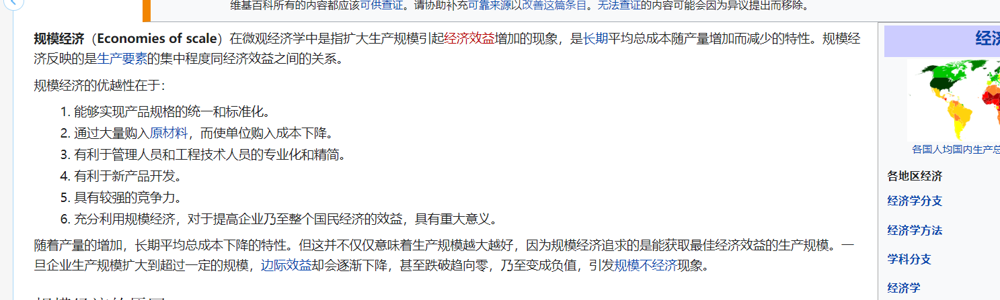 维基百科所有的内容都应该可供查证。请协助补充可靠来源以改善这篇条目。无法查证的内容可能会因为异议提出而移除。
规模经济（Economies of scale）在微观经济学中是指扩大生产规模引起经济效益增加的现象，是长期平均总成本随产量增加而减少的特性。规模经
济反映的是生产要素的集中程度同经济效益之间的关系。
规模经济的优越性在于：
1. 能够实现产品规格的统一和标准化。
2. 通过大量购入原材料，而使单位购入成本下降。
3. 有利于管理人员和工程技术人员的专业化和精简。
4. 有利于新产品开发。
5. 具有较强的竞争力。
6. 充分利用规模经济，对于提高企业乃至整个国民经济的效益，具有重大意义。
随着产量的增加，长期平均总成本下降的特性。但这并不仅仅意味着生产规模越大越好，因为规模经济追求的是能获取最佳经济效益的生产规模。一
旦企业生产规模扩大到超过一定的规模，边际效益却会逐渐下降，甚至跌破趋向零，乃至变成负值，引发规模不经济现象。
经济
各国人均国内生产总
各地区经济
经济学分支
经济学方法
学科分支
经济学